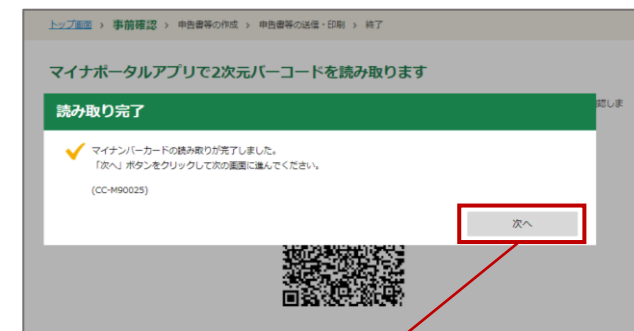 トップ画面 > 事前確認 > 申告書等の作成 > 申告書等の送信・印刷 > 終了
マイナポータルアプリで2次元バーコードを読み取ります
認しま
読み取り完了
マイナンバーカードの読み取りが完了しました。
「次へ」ボタンをクリックして次の画面に進んでください。
(CC-M90025)
次へ